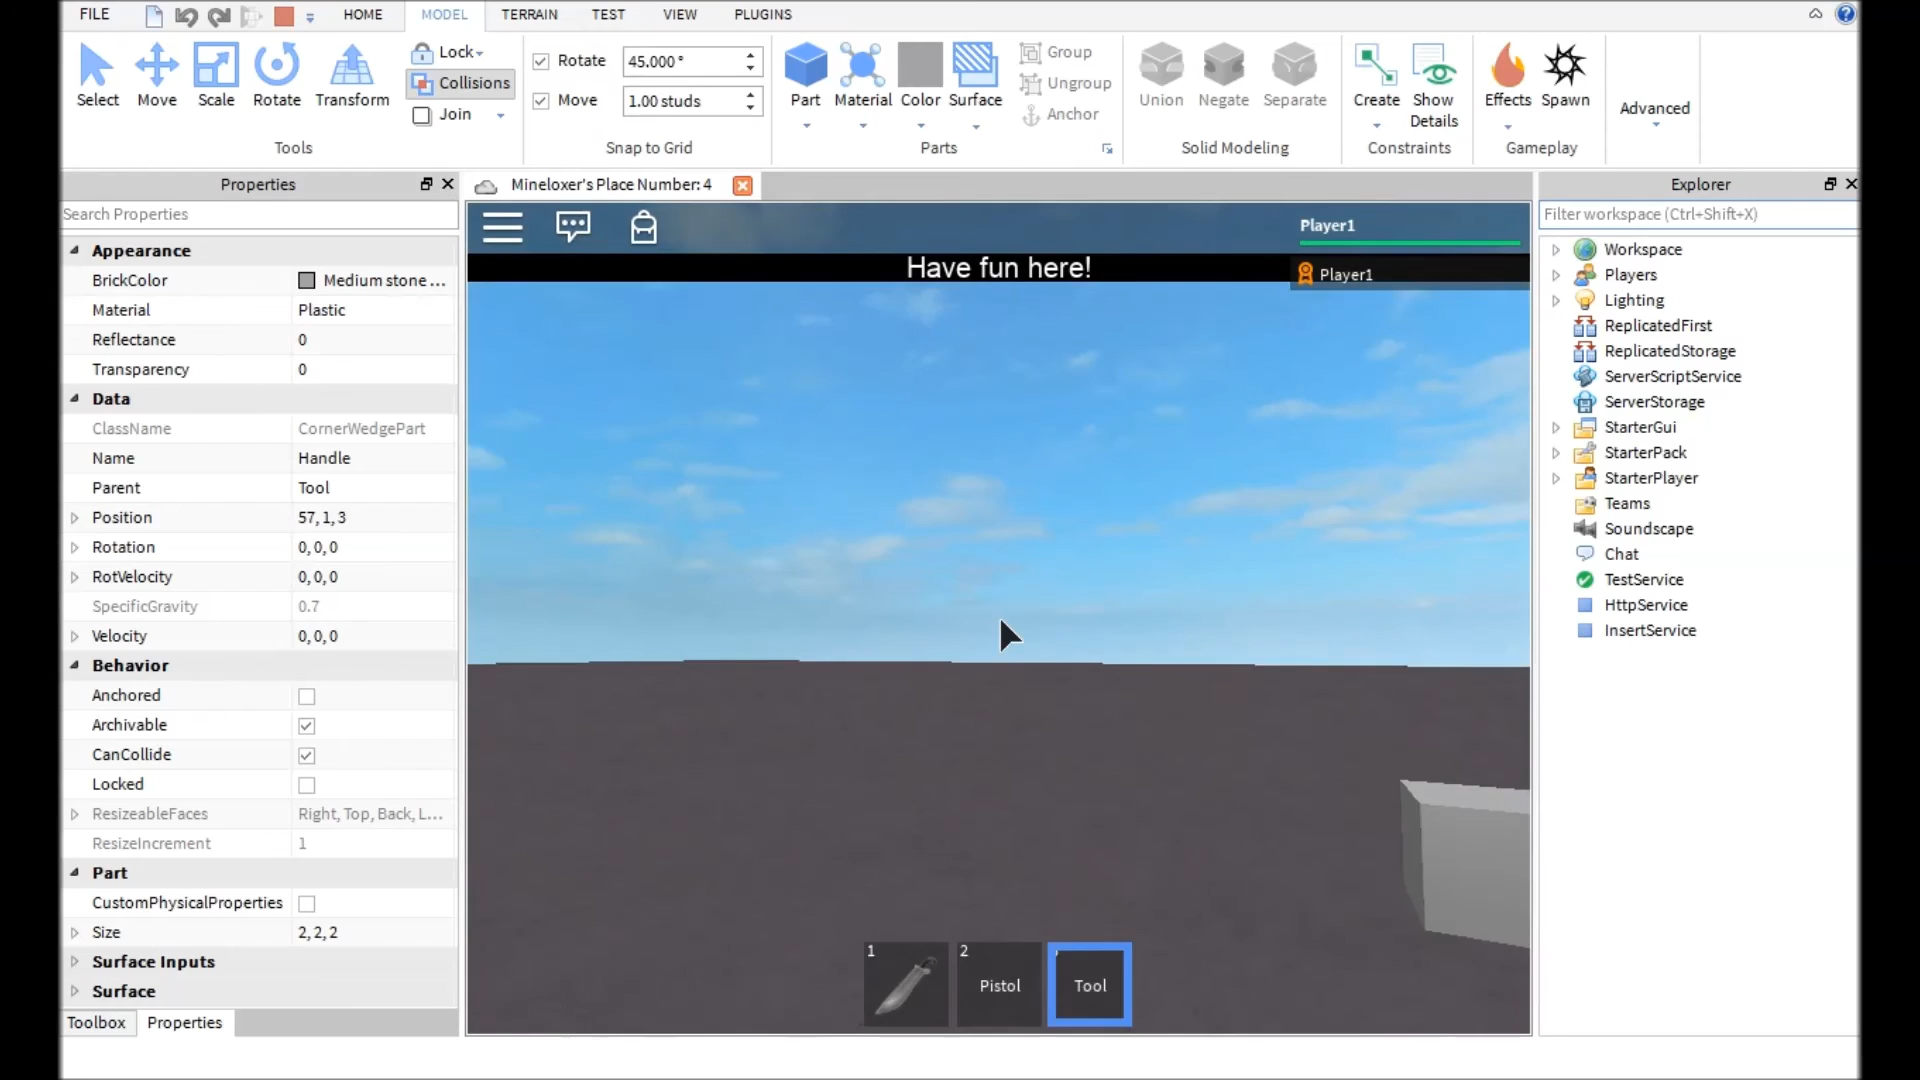 FILE
HOME
MODEL
TERRAIN
TEST
VIEW
PLUGINS
Select
Move
Scale
Rotate
Transform
Lock
Collisions
Join
Tools
Rotate
45.000 °
Move
1.00 studs
Snap to Grid
Part
Material
Color
Surface
Group
Ungroup
Anchor
Parts
Union
Negate
Separate
Solid Modeling
Create
Show
Details
Constraints
Effects
Spawn
Gameplay
Advanced
Properties
Search Properties
Appearance
BrickColor Medium stone ...
Material Plastic
Reflectance 0
Transparency 0
Data
ClassName CornerWedgePart
Name Handle
Parent Tool
Position 57, 1, 3
Rotation 0, 0, 0
RotVelocity 0, 0, 0
SpecificGravity 0.7
Velocity 0, 0, 0
Behavior
Anchored
Archivable
CanCollide
Locked
ResizeableFaces Right, Top, Back, L...
ResizeIncrement 1
Part
CustomPhysicalProperties
Size 2, 2, 2
Surface Inputs
Surface
Toolbox
Properties
Mineloxer's Place Number: 4
Player1
Have fun here!
Player1
1
2
Pistol
Tool
Explorer
Filter workspace (Ctrl+Shift+X)
Workspace
Players
Lighting
ReplicatedFirst
ReplicatedStorage
ServerScriptService
ServerStorage
StarterGui
StarterPack
StarterPlayer
Teams
Soundscape
Chat
TestService
HttpService
InsertService